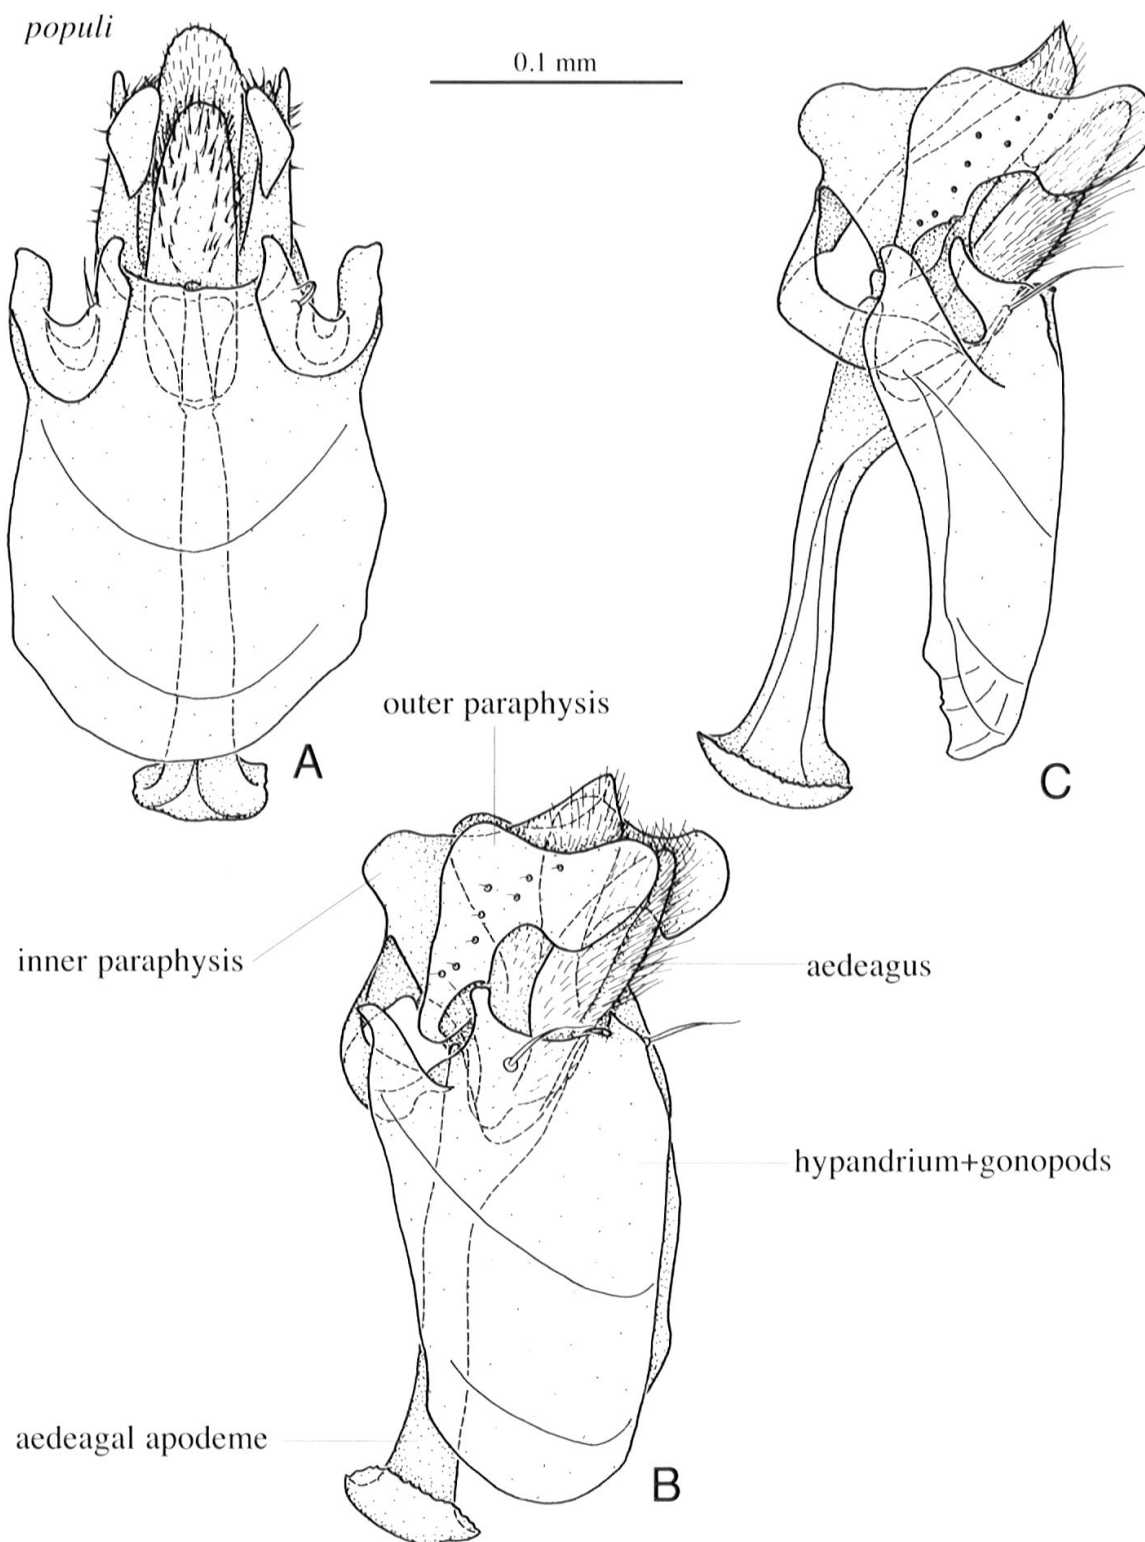 populi
0.1 mm
A
C
outer paraphysis
inner paraphysis
aedeagus
hypandrium+gonopods
aedeagal apodeme
B